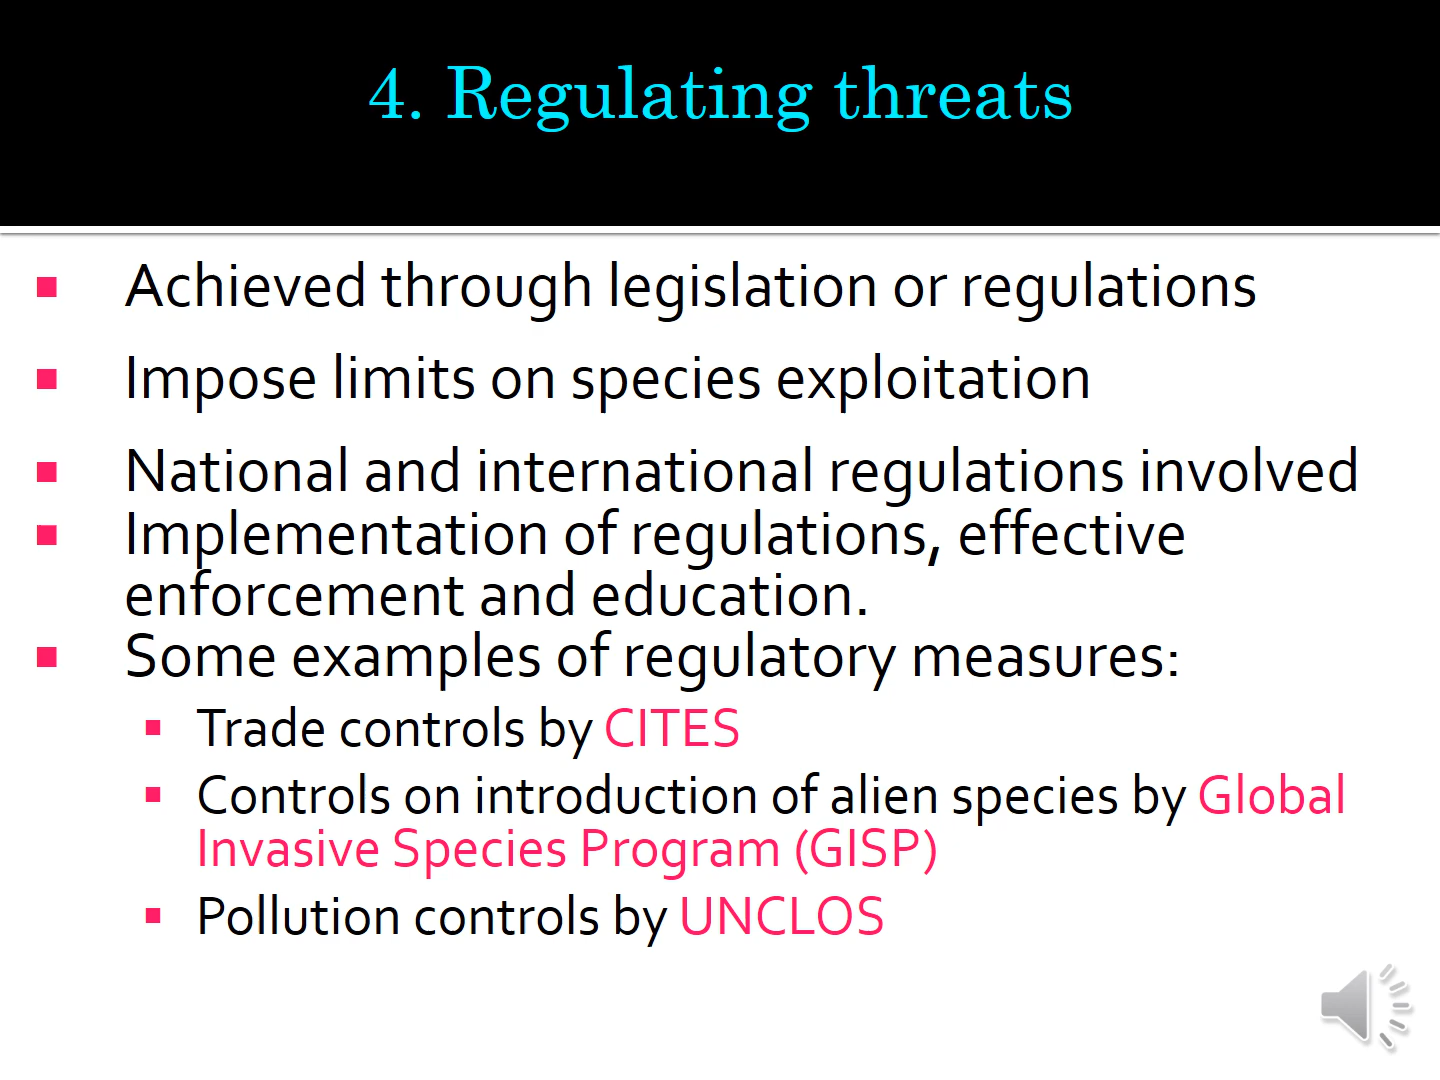 4. Regulating threats
Achieved through legislation or regulations
Impose limits on species exploitation
National and international regulations involved
Implementation of regulations, effective
enforcement and education.
Some examples of regulatory measures:
Trade controls by CITES
Controls on introduction of alien species by Global
Invasive Species Program (GISP)
Pollution controls by UNCLOS